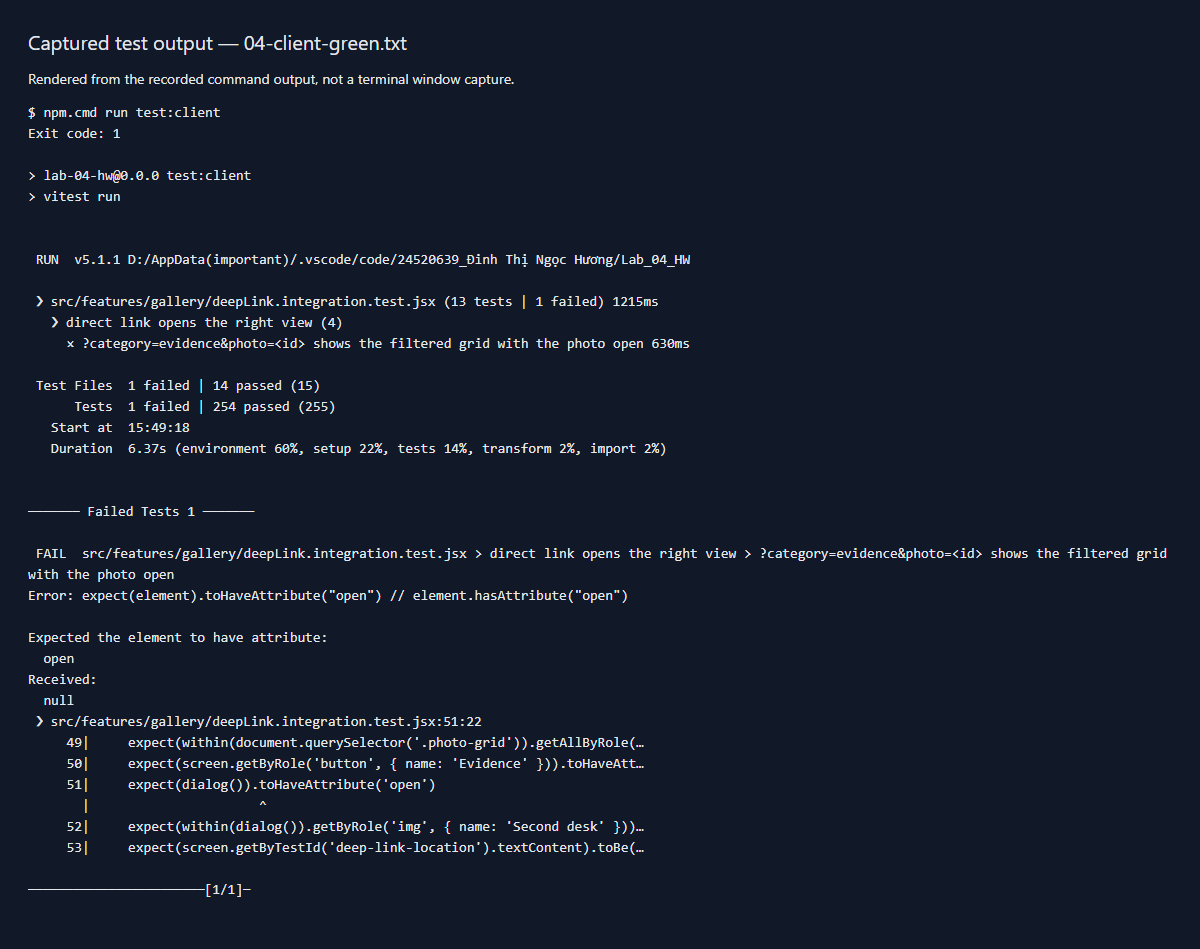 Captured test output — 04-client-green.txt
Rendered from the recorded command output, not a terminal window capture.
$ npm.cmd run test:client
Exit code: 1
> lab-04-hw@0.0.0 test:client
> vitest run
RUN  v5.1.1 D:/AppData(important)/.vscode/code/24520639_Đinh Thị Ngọc Hương/Lab_04_HW
❯ src/features/gallery/deepLink.integration.test.jsx (13 tests | 1 failed) 1215ms
❯ direct link opens the right view (4)
× ?category=evidence&photo=<id> shows the filtered grid with the photo open 630ms
Test Files  1 failed | 14 passed (15)
Tests  1 failed | 254 passed (255)
Start at  15:49:18
Duration  6.37s (environment 60%, setup 22%, tests 14%, transform 2%, import 2%)
─────── Failed Tests 1 ───────
FAIL  src/features/gallery/deepLink.integration.test.jsx > direct link opens the right view > ?category=evidence&photo=<id> shows the filtered grid
with the photo open
Error: expect(element).toHaveAttribute("open") // element.hasAttribute("open")
Expected the element to have attribute:
open
Received:
null
❯ src/features/gallery/deepLink.integration.test.jsx:51:22
49|     expect(within(document.querySelector('.photo-grid')).getAllByRole(…
50|     expect(screen.getByRole('button', { name: 'Evidence' })).toHaveAtt…
51|     expect(dialog()).toHaveAttribute('open')
|                      ^
52|     expect(within(dialog()).getByRole('img', { name: 'Second desk' }))…
53|     expect(screen.getByTestId('deep-link-location').textContent).toBe(…
───────────────────────[1/1]─